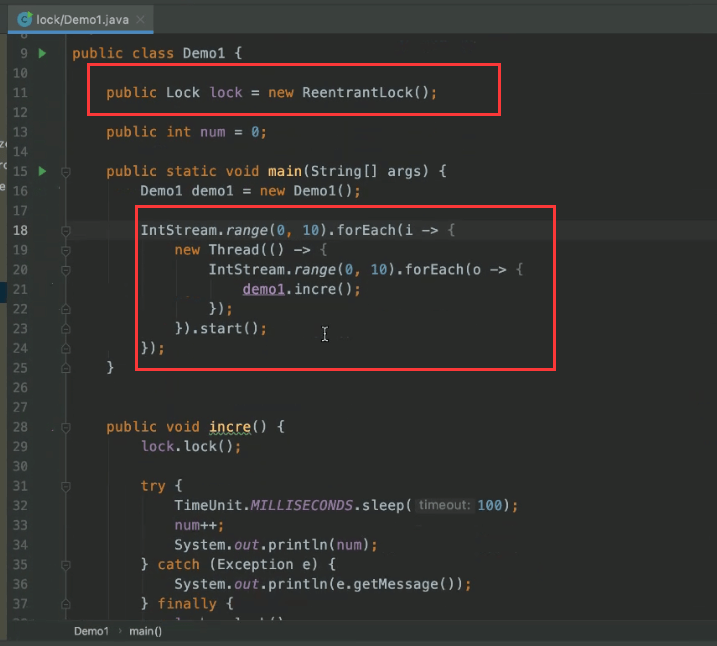 lock/Demo1.java
9 public class Demo1 {
10
11 public Lock lock = new ReentrantLock();
12
13 public int num = 0;
14
15 public static void main(String[] args) {
16 Demo1 demo1 = new Demo1();
17
18 IntStream.range(0, 10).forEach(i -> {
19 new Thread(() -> {
20 IntStream.range(0, 10).forEach(o -> {
21 demo1.incre();
22 });
23 }).start();
24 });
25 }
26
27
28 public void incre() {
29 lock.lock();
30
31 try {
32 TimeUnit.MILLISECONDS.sleep( timeout: 100);
33 num++;
34 System.out.println(num);
35 } catch (Exception e) {
36 System.out.println(e.getMessage());
37 } finally {
Demo1 › main()